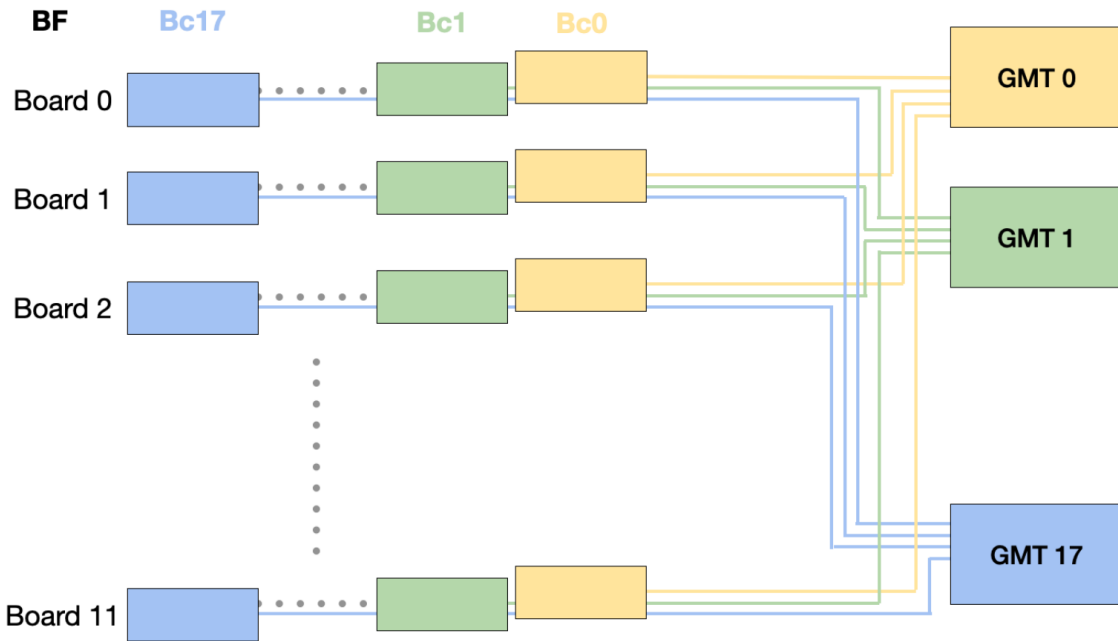 BF Bc17 Bc1 Bc0
GMT 0
Board 0
Board 1
GMT 1
Board 2
GMT 17
Board 11